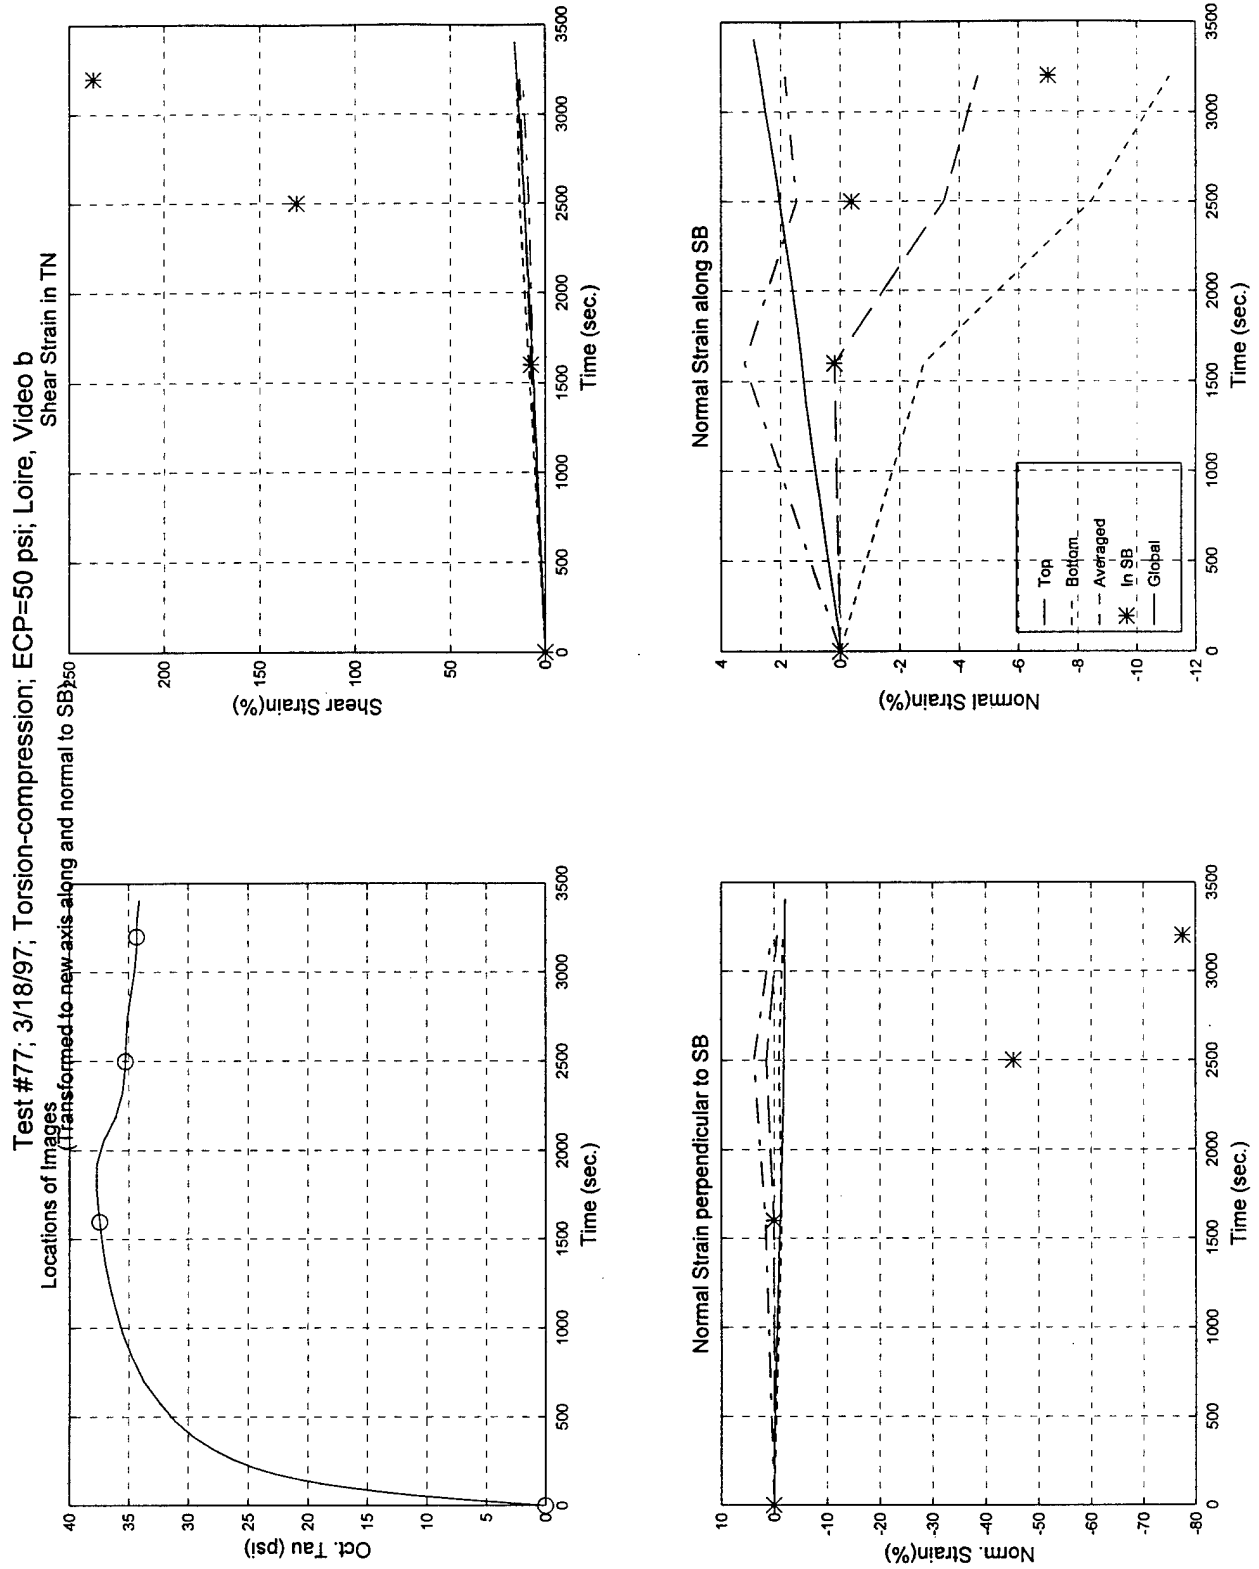 Test #77; 3/18/97; Torsion-compression; ECP=50 psi; Loire, Video b
(Transformed to new axis along and normal to SB)
Locations of Images
40
35
30
25
20
15
10
5
0
Oct. Tau (psi)
0 500 1000 1500 2000 2500 3000 3500
Time (sec.)
Shear Strain in TN
250
200
150
100
50
0
Shear Strain(%)
0 500 1000 1500 2000 2500 3000 3500
Time (sec.)
Normal Strain perpendicular to SB
10
0
-10
-20
-30
-40
-50
-60
-70
-80
Norm. Strain(%)
0 500 1000 1500 2000 2500 3000 3500
Time (sec.)
Normal Strain along SB
4
2
0
-2
-4
-6
-8
-10
-12
Normal Strain(%)
Top
Bottom
Averaged
In SB
Global
0 500 1000 1500 2000 2500 3000 3500
Time (sec.)